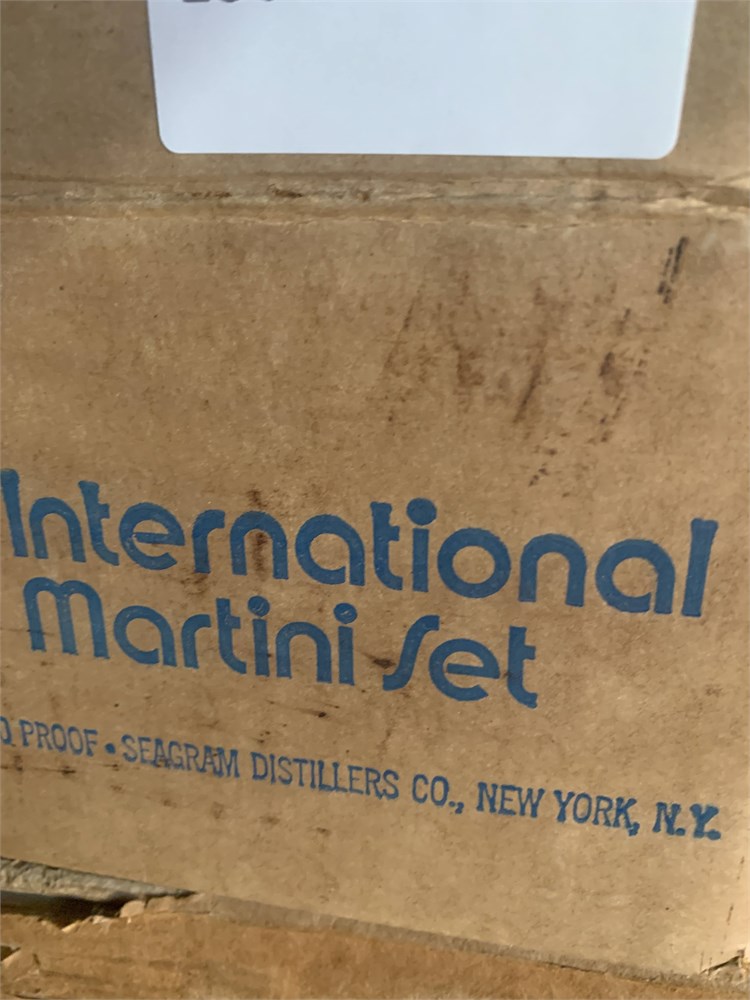 International
Martini Set
PROOF • SEAGRAM DISTILLERS CO., NEW YORK, N.Y.